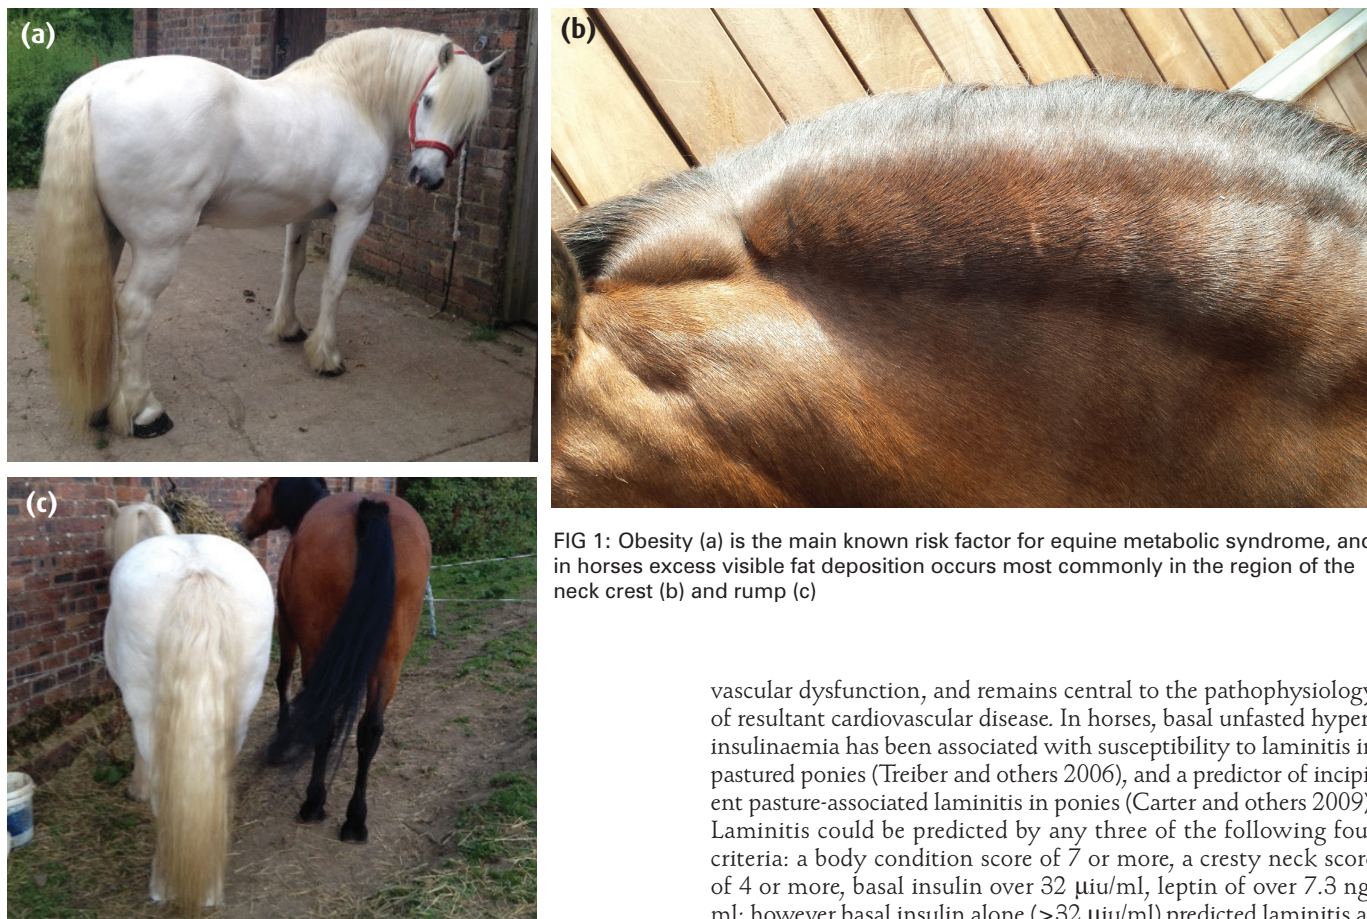 (a)
(b)
(c)
FIG 1: Obesity (a) is the main known risk factor for equine metabolic syndrome, and
in horses excess visible fat deposition occurs most commonly in the region of the
neck crest (b) and rump (c)
vascular dysfunction, and remains central to the pathophysiology
of resultant cardiovascular disease. In horses, basal unfasted hyper
insulinaemia has been associated with susceptibility to laminitis in
pastured ponies (Treiber and others 2006), and a predictor of incipi
ent pasture-associated laminitis in ponies (Carter and others 2009)
Laminitis could be predicted by any three of the following fou
criteria: a body condition score of 7 or more, a cresty neck score
of 4 or more, basal insulin over 32 µiu/ml, leptin of over 7.3 ng
ml; however basal insulin alone (>32 µiu/ml) predicted laminitis a